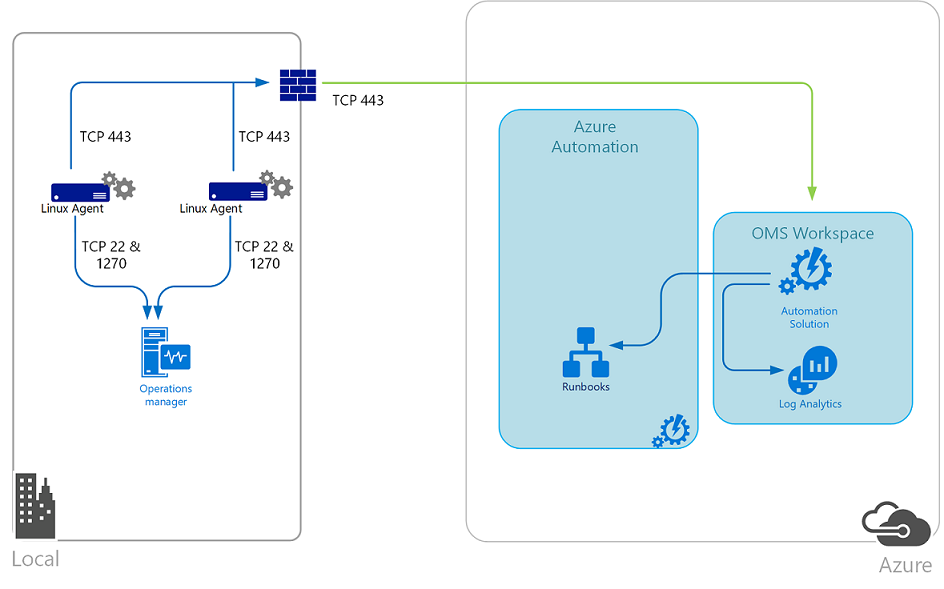 TCP 443
Azure
Automation
TCP 443
TCP 443
Linux Agent
Linux Agent
OMS Workspace
TCP 22 &
1270
TCP 22 &
1270
Automation
Solution
Operations
manager
Runbooks
Log Analytics
Local
Azure